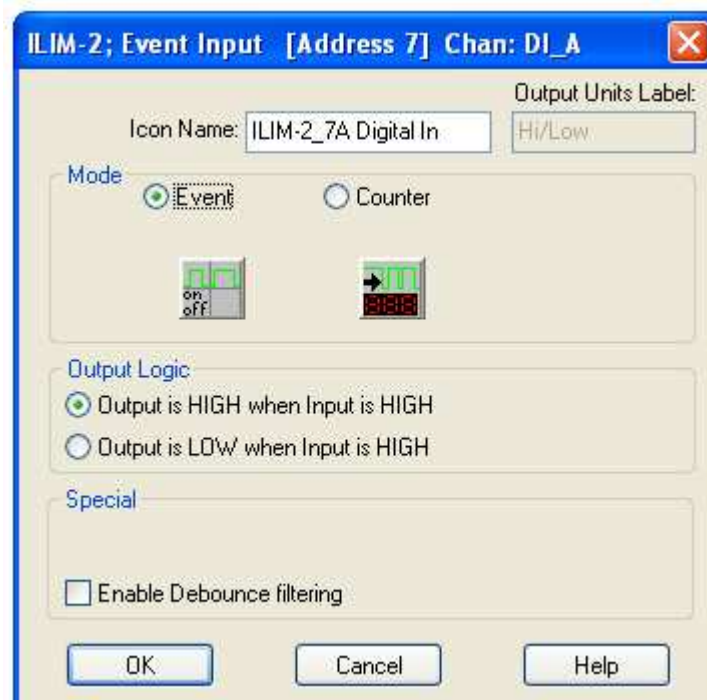 ILIM-2; Event Input [Address 7] Chan: DI_A
Output Units Label:
Icon Name: ILIM-2_7A Digital In Hi/Low
Mode
Event Counter
on
off
888
Output Logic
Output is HIGH when Input is HIGH
Output is LOW when Input is HIGH
Special
Enable Debounce filtering
OK Cancel Help